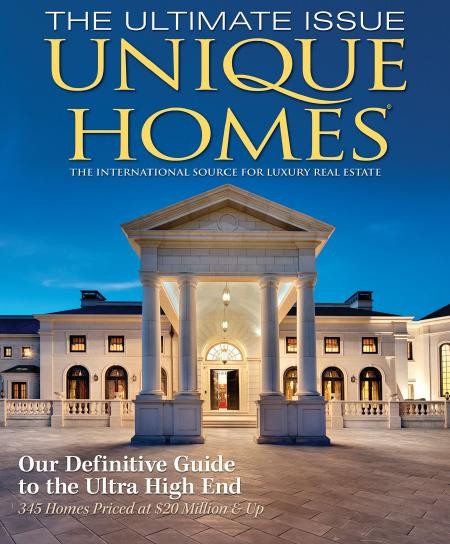 THE ULTIMATE ISSUE
UNIQUE
HOMES®
THE INTERNATIONAL SOURCE FOR LUXURY REAL ESTATE
Our Definitive Guide
to the Ultra High End
345 Homes Priced at $20 Million & Up